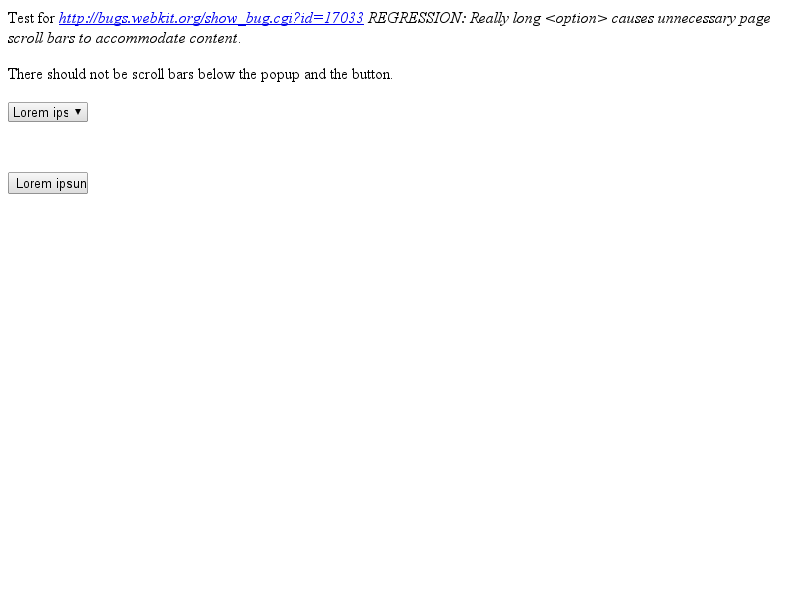 Test for http://bugs.webkit.org/show_bug.cgi?id=17033 REGRESSION: Really long <option> causes unnecessary page
scroll bars to accommodate content.
There should not be scroll bars below the popup and the button.
Lorem ips ▼
Lorem ipsun